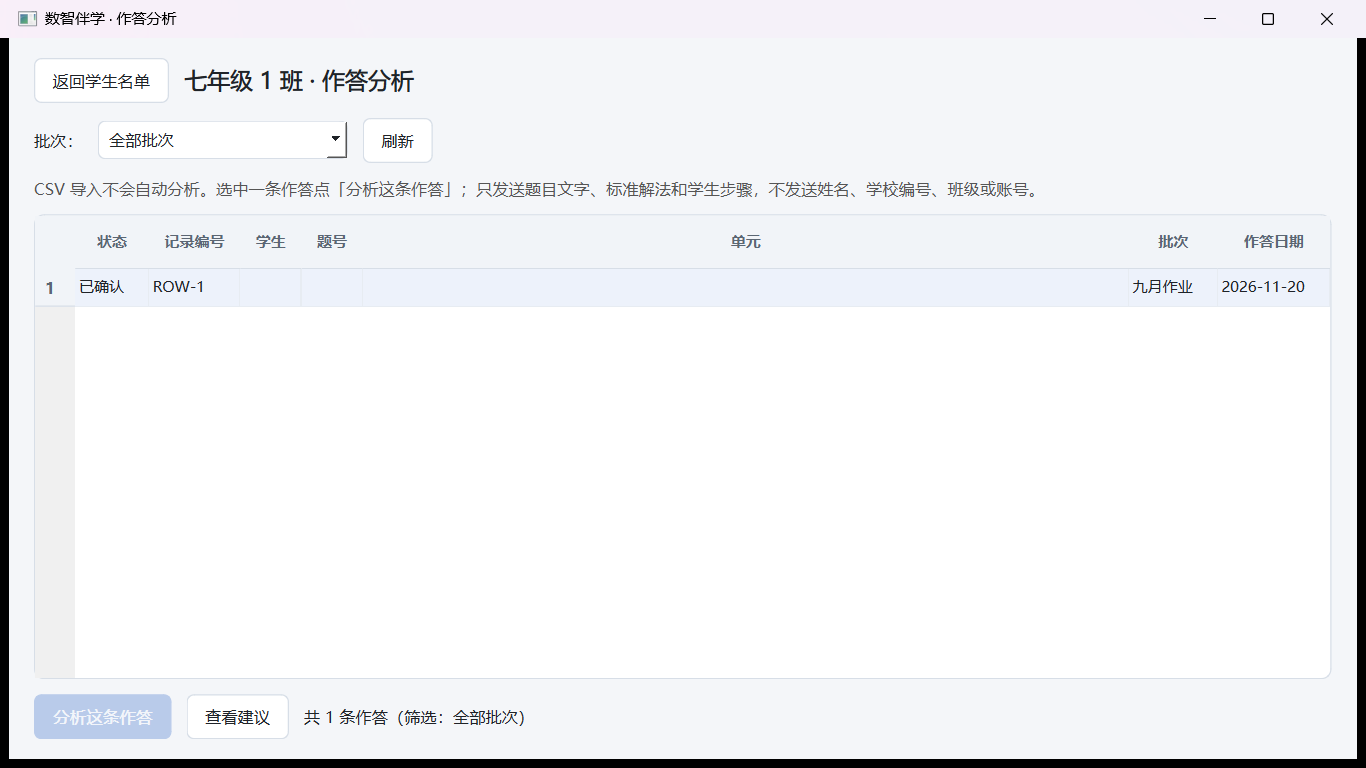 数智伴学 · 作答分析
返回学生名单 七年级 1 班 · 作答分析
批次： 全部批次 刷新
CSV 导入不会自动分析。选中一条作答点「分析这条作答」；只发送题目文字、标准解法和学生步骤，不发送姓名、学校编号、班级或账号。
状态 记录编号 学生 题号 单元 批次 作答日期
1 已确认 ROW-1 九月作业 2026-11-20
分析这条作答 查看建议 共 1 条作答（筛选：全部批次）